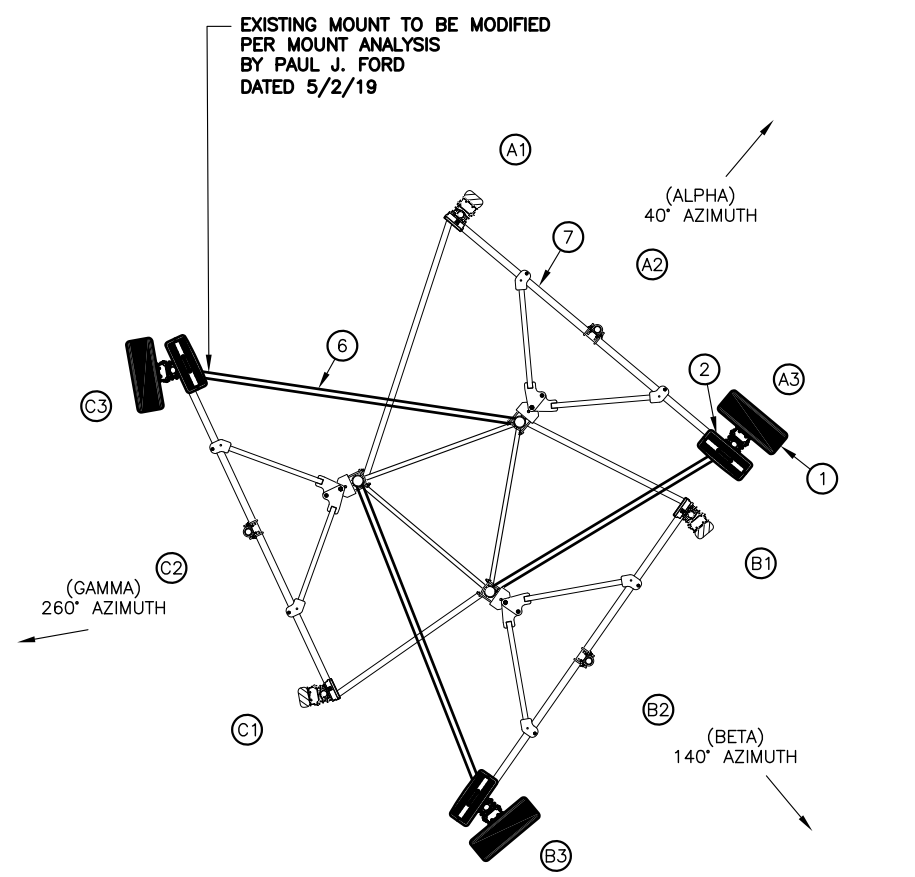 EXISTING MOUNT TO BE MODIFIED
PER MOUNT ANALYSIS
BY PAUL J. FORD
DATED 5/2/19
A1
(ALPHA)
40° AZIMUTH
7
A2
6
2
A3
C3
1
B1
C2
(GAMMA)
260° AZIMUTH
B2
C1
(BETA)
140° AZIMUTH
B3